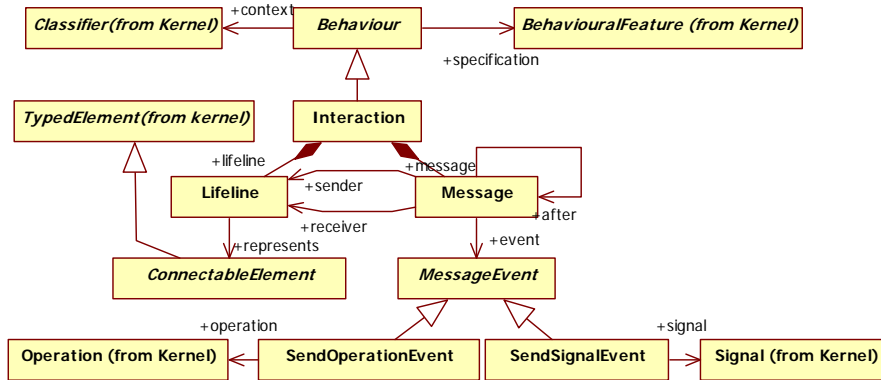 Classifier(from Kernel)
+context
Behaviour
BehaviouralFeature (from Kernel)
+specification
TypedElement(from kernel)
Interaction
+lifeline
+message
Lifeline
+sender
Message
+receiver
+after
+represents
+event
ConnectableElement
MessageEvent
+operation
+signal
Operation (from Kernel)
SendOperationEvent
SendSignalEvent
Signal (from Kernel)